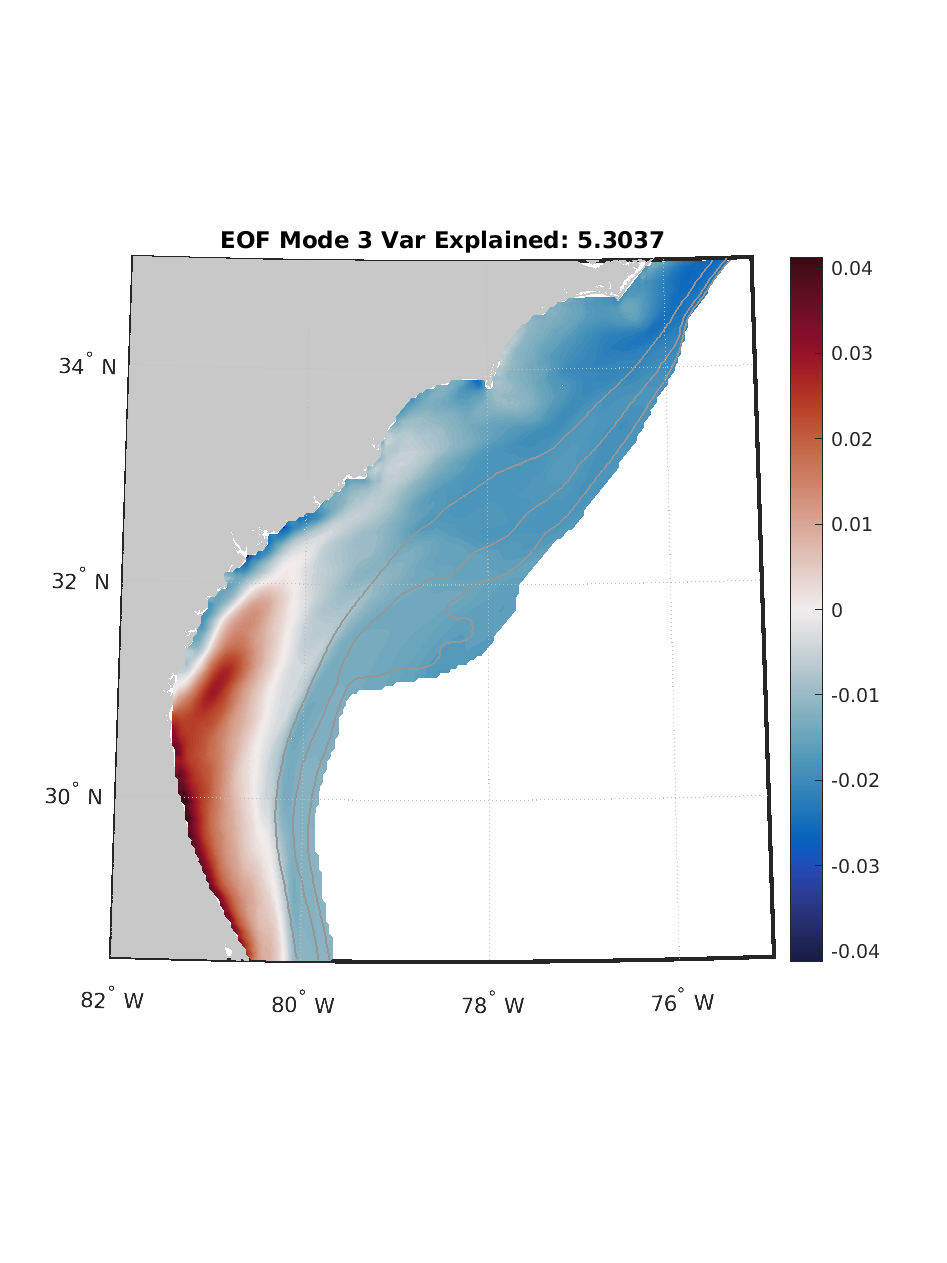 EOF Mode 3 Var Explained: 5.3037
34° N
32° N
30° N
82° W
80° W
78° W
76° W
0.04
0.03
0.02
0.01
0
-0.01
-0.02
-0.03
-0.04